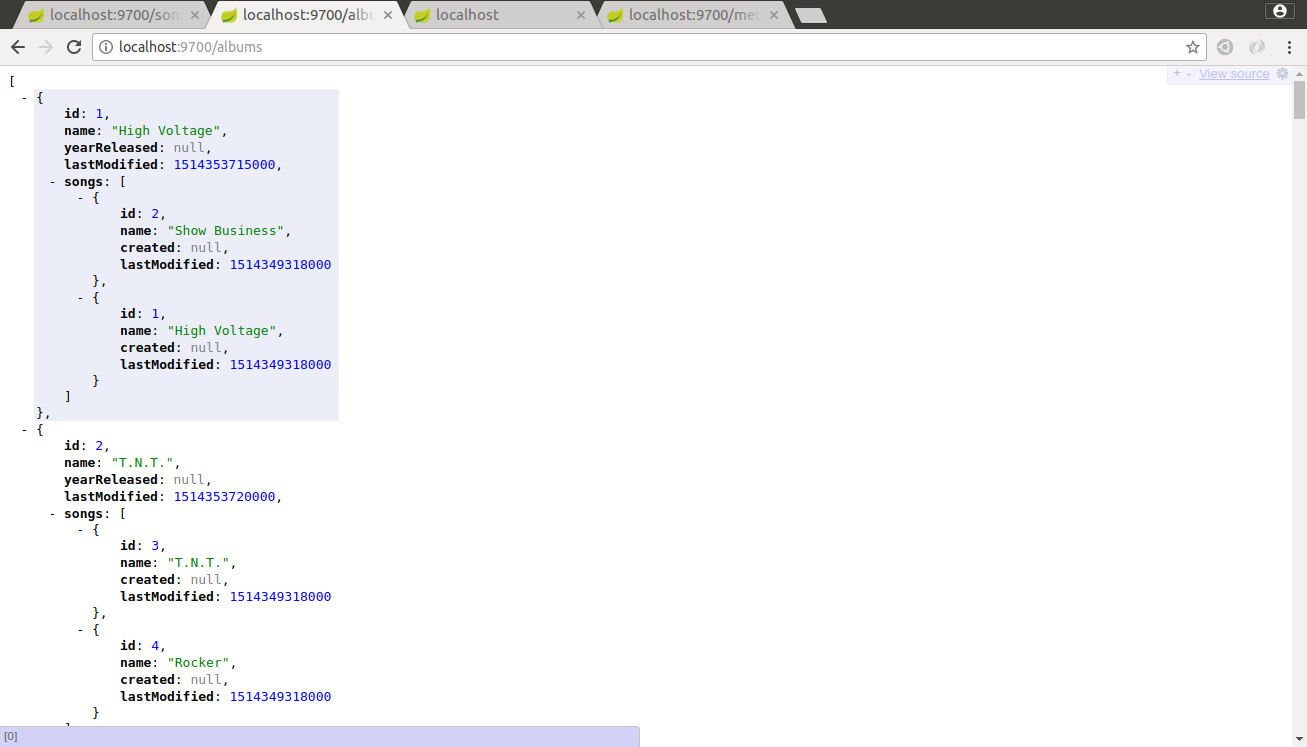 localhost:9700/son
localhost:9700/albu
localhost
localhost:9700/met
localhost:9700/albums
+ - View source
[
- {
id: 1,
name: "High Voltage",
yearReleased: null,
lastModified: 1514353715000,
- songs: [
- {
id: 2,
name: "Show Business",
created: null,
lastModified: 1514349318000
},
- {
id: 1,
name: "High Voltage",
created: null,
lastModified: 1514349318000
}
]
},
- {
id: 2,
name: "T.N.T.",
yearReleased: null,
lastModified: 1514353720000,
- songs: [
- {
id: 3,
name: "T.N.T.",
created: null,
lastModified: 1514349318000
},
- {
id: 4,
name: "Rocker",
created: null,
lastModified: 1514349318000
}
[0]